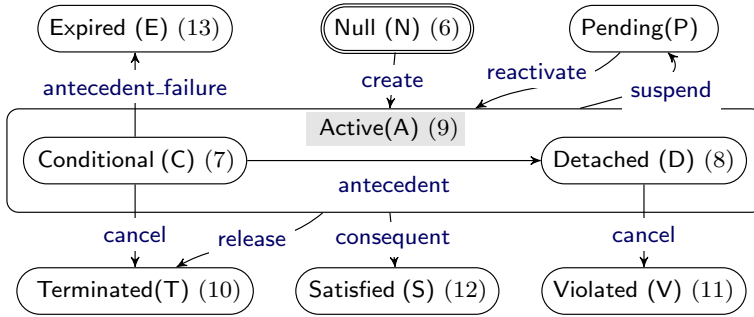 Expired (E) (13)
Null (N) (6)
Pending(P)
antecedent_failure
create
reactivate
suspend
Active(A) (9)
Conditional (C) (7)
Detached (D) (8)
antecedent
cancel
release
consequent
cancel
Terminated(T) (10)
Satisfied (S) (12)
Violated (V) (11)